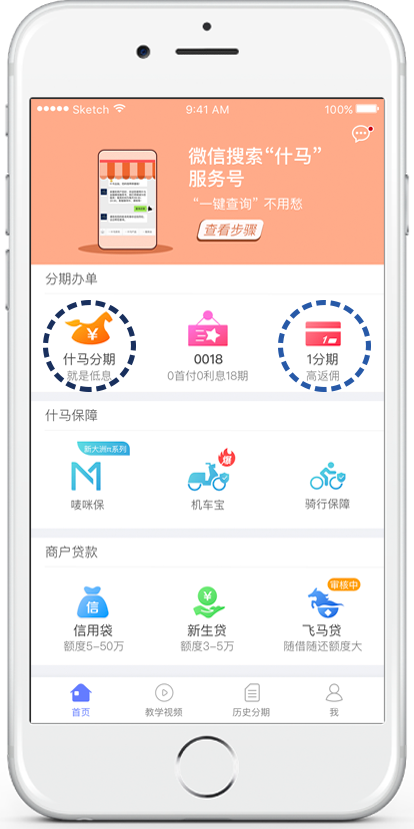 Sketch
9:41 AM
100%
微信搜索“什马”
服务号
“一键查询” 不用愁
查看步骤
分期办单
什马分期
就是低息
0018
0首付0利息18期
1分期
高返佣
什马保障
新大洲π系列
唛咪保
爆
机车宝
骑行保障
商户贷款
信
信用袋
额度5-50万
新生贷
额度3-5万
审核中
飞马贷
随借随还额度大
首页
教学视频
历史分期
我